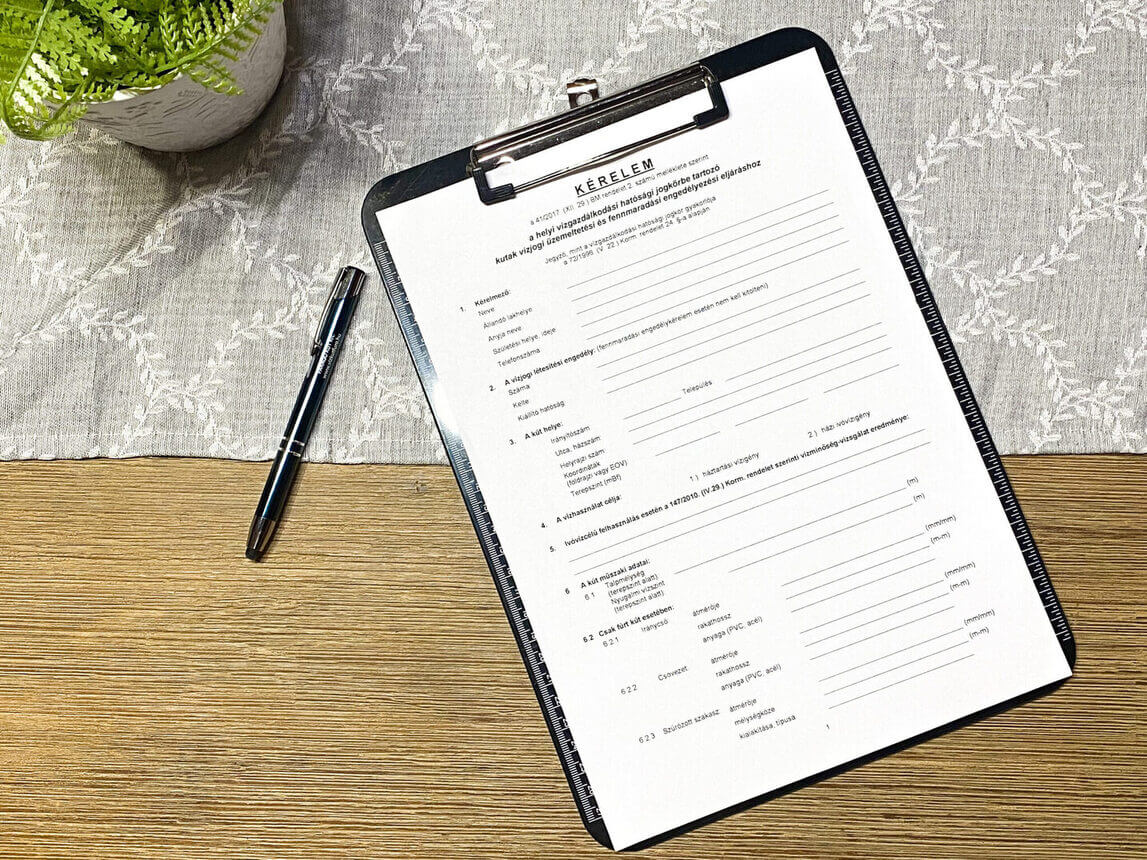 KÉRELEM
a 41/2017. (XII. 29.) BM rendelet 2. számú melléklete szerint
a helyi vízgazdálkodási hatósági jogkörbe tartozó
kutak vízjogi üzemeltetési és fennmaradási engedélyezési eljáráshoz
Jegyző, mint a vízgazdálkodási hatósági jogkör gyakorlója
a 72/1996. (V. 22.) Korm. rendelet 24. §-a alapján
1. Kérelmező:
Neve
Állandó lakhelye
Anyja neve
Születési helye, ideje
Telefonszáma
2. A vízjogi létesítési engedély: (fennmaradási engedélykérelem esetén nem kell kitölteni)
Száma
Kelte
Kiállító hatóság
3. A kút helye:
Irányítószám Település
Utca, házszám
Helyrajzi szám
Koordináták
(földrajzi vagy EOV)
Terepszint (mBf)
4. A vízhasználat célja: 1.) háztartási vízigény 2.) házi ivóvízigény
5. Ivóvízcélú felhasználás esetén a 147/2010. (IV.29.) Korm. rendelet szerinti vízminőség-vizsgálat eredménye:
6 A kút műszaki adatai:
6.1 Talpmélység (m)
(terepszint alatt)
Nyugalmi vízszint (m)
(terepszint alatt)
6.2 Csak fúrt kút esetében:
6.2.1 Iránycső átmérője (mm/mm)
rakathossz (m-m)
anyaga (PVC, acél)
6.2.2 Csövezet átmérője (mm/mm)
rakathossz (m-m)
anyaga (PVC, acél)
6.2.3 Szűrőzött szakasz átmérője (mm/mm)
mélységköze (m-m)
kialakítása, típusa
1